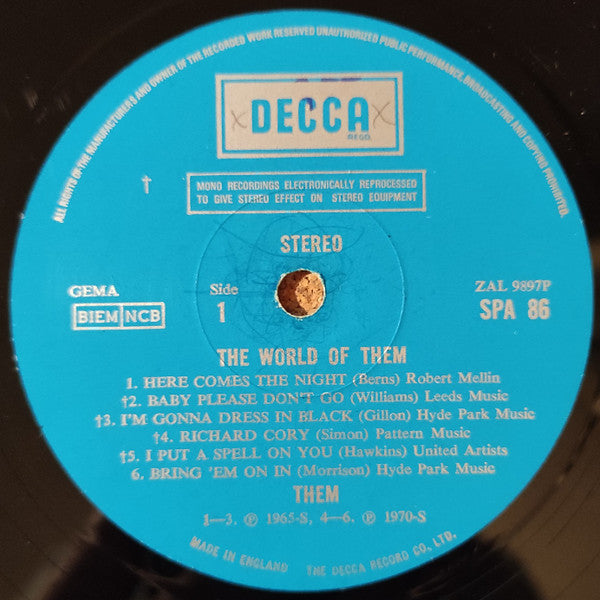 ALL RIGHTS OF THE MANUFACTURERS AND OWNER OF THE RECORDED WORK RESERVED UNAUTHORIZED PUBLIC PERFORMANCE, BROADCASTING AND COPYING PROHIBITED.
x DECCA x
REGD.
† MONO RECORDINGS ELECTRONICALLY REPROCESSED
TO GIVE STEREO EFFECT ON STEREO EQUIPMENT
STEREO
GEMA Side ZAL 9897P
BIEM NCB 1 SPA 86
THE WORLD OF THEM
1. HERE COMES THE NIGHT (Berns) Robert Mellin
†2. BABY PLEASE DON'T GO (Williams) Leeds Music
†3. I'M GONNA DRESS IN BLACK (Gillon) Hyde Park Music
†4. RICHARD CORY (Simon) Pattern Music
†5. I PUT A SPELL ON YOU (Hawkins) United Artists
6. BRING 'EM ON IN (Morrison) Hyde Park Music
THEM
1—3. ℗ 1965-S, 4—6. ℗ 1970-S
MADE IN ENGLAND THE DECCA RECORD CO., LTD.